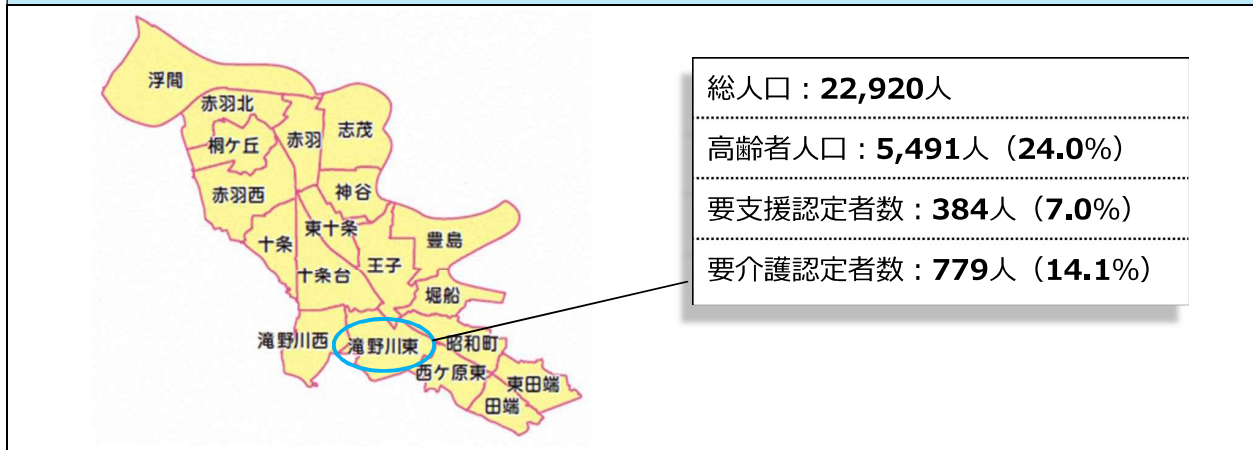 浮間
赤羽北
桐ケ丘
赤羽
志茂
赤羽西
神谷
十条
東十条
豊島
十条台
王子
堀船
滝野川西
滝野川東
昭和町
西ケ原東
東田端
田端
総人口：22,920人
高齢者人口：5,491人（24.0%）
要支援認定者数：384人（7.0%）
要介護認定者数：779人（14.1%）